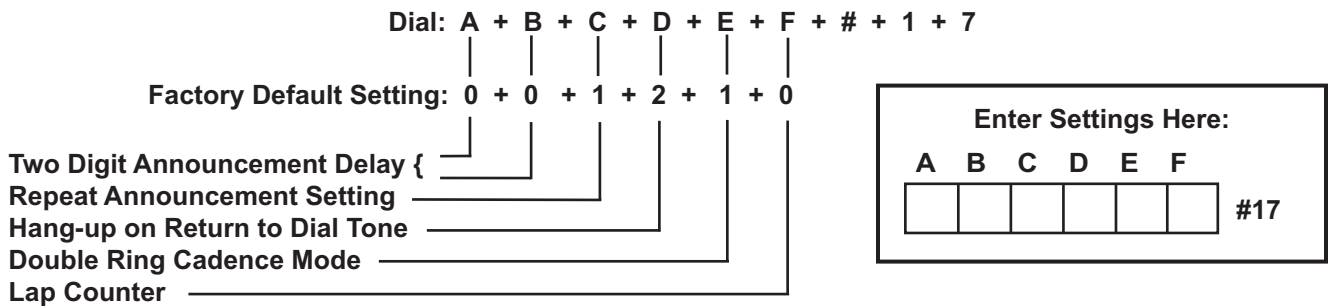 Dial: A + B + C + D + E + F + # + 1 + 7
Factory Default Setting: 0 + 0 + 1 + 2 + 1 + 0
Two Digit Announcement Delay {
Repeat Announcement Setting
Hang-up on Return to Dial Tone
Double Ring Cadence Mode
Lap Counter
Enter Settings Here:
A B C D E F
#17